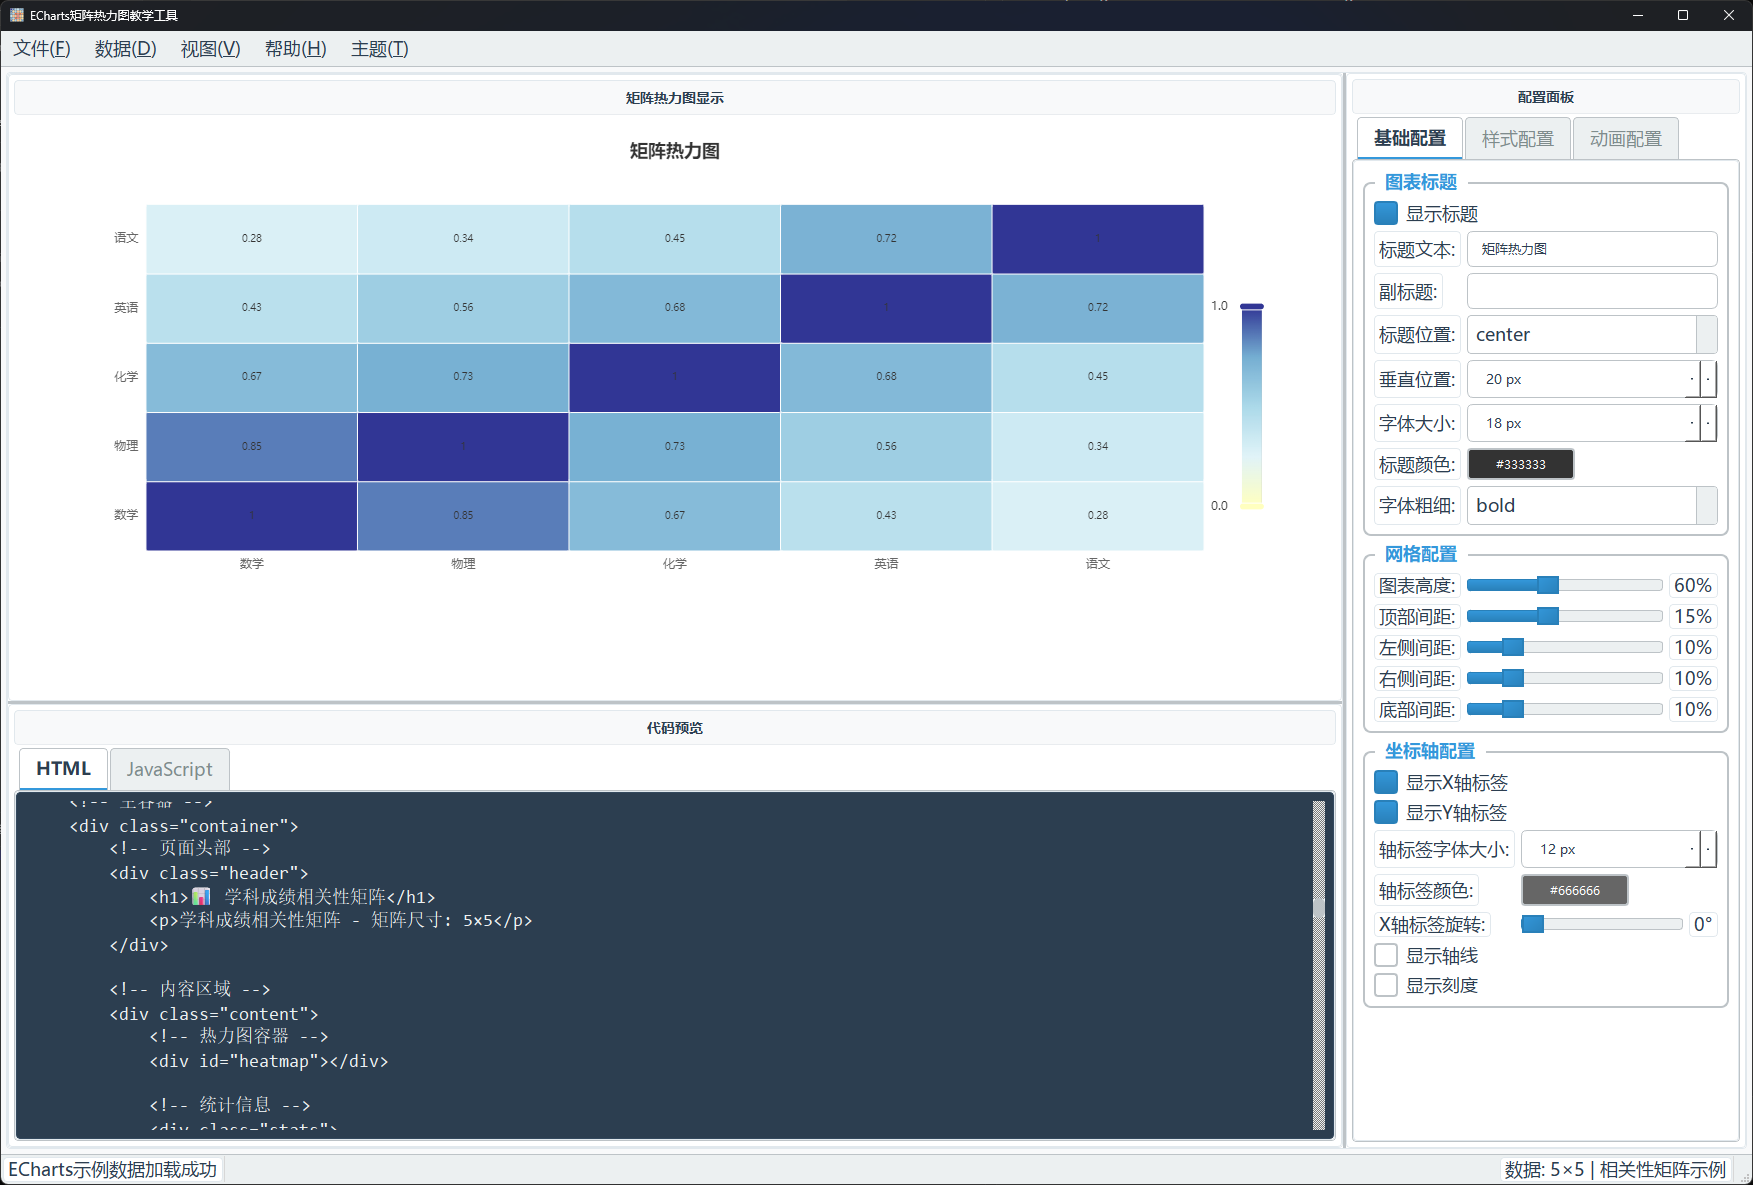 ECharts矩阵热力图教学工具
文件(F) 数据(D) 视图(V) 帮助(H) 主题(T)
矩阵热力图显示
矩阵热力图
语文 0.28 0.34 0.45 0.72 1
英语 0.43 0.56 0.68 1 0.72
化学 0.67 0.73 1 0.68 0.45
物理 0.85 1 0.73 0.56 0.34
数学 1 0.85 0.67 0.43 0.28
数学 物理 化学 英语 语文
1.0
0.0
代码预览
HTML JavaScript
<!-- 主容器 -->
<div class="container">
<!-- 页面头部 -->
<div class="header">
<h1>📊 学科成绩相关性矩阵</h1>
<p>学科成绩相关性矩阵 - 矩阵尺寸: 5x5</p>
</div>
<!-- 内容区域 -->
<div class="content">
<!-- 热力图容器 -->
<div id="heatmap"></div>
<!-- 统计信息 -->
<div class="stats">
配置面板
基础配置 样式配置 动画配置
图表标题
显示标题
标题文本: 矩阵热力图
副标题:
标题位置: center
垂直位置: 20 px
字体大小: 18 px
标题颜色: #333333
字体粗细: bold
网格配置
图表高度: 60%
顶部间距: 15%
左侧间距: 10%
右侧间距: 10%
底部间距: 10%
坐标轴配置
显示X轴标签
显示Y轴标签
轴标签字体大小: 12 px
轴标签颜色: #666666
X轴标签旋转: 0°
显示轴线
显示刻度
ECharts示例数据加载成功
数据: 5×5 | 相关性矩阵示例